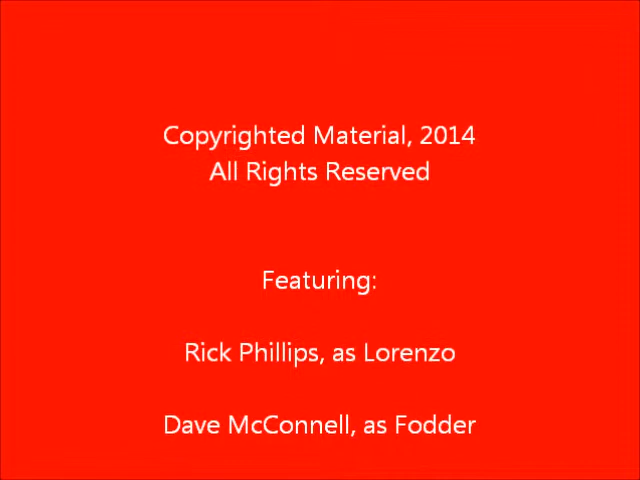 Copyrighted Material, 2014
All Rights Reserved
Featuring:
Rick Phillips, as Lorenzo
Dave McConnell, as Fodder